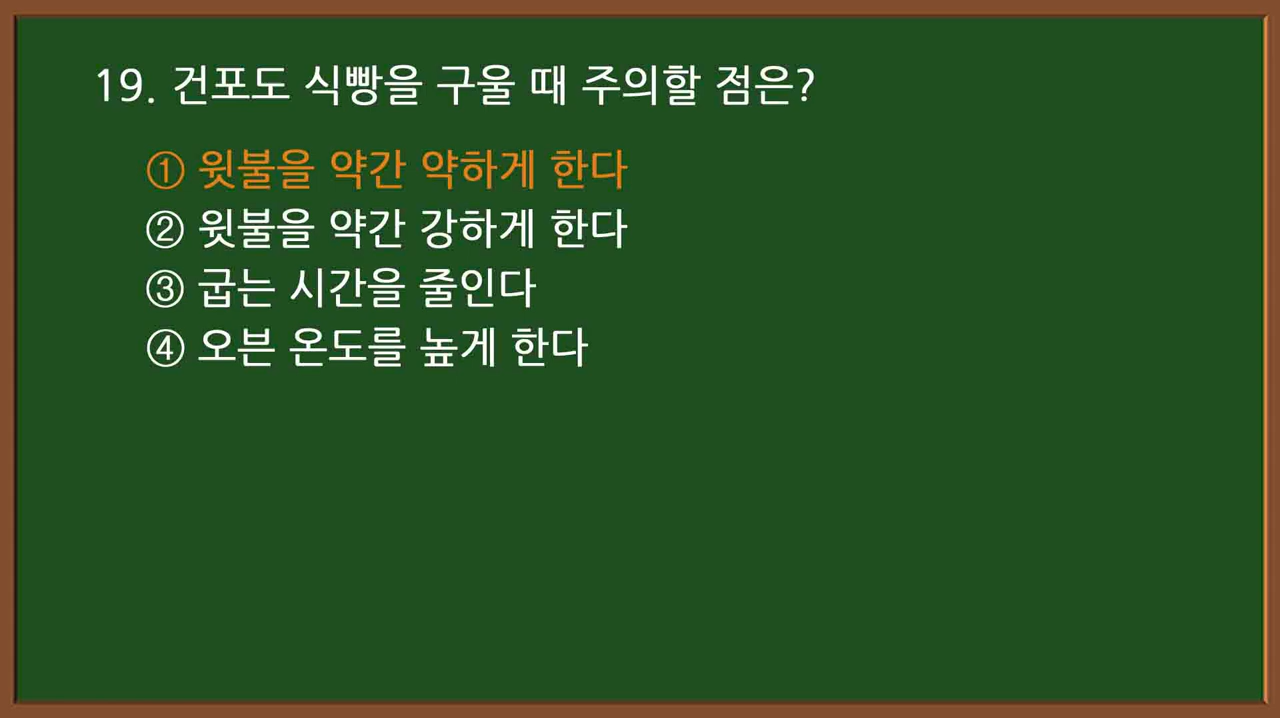 19. 건포도 식빵을 구울 때 주의할 점은?
① 윗불을 약간 약하게 한다
② 윗불을 약간 강하게 한다
③ 굽는 시간을 줄인다
④ 오븐 온도를 높게 한다